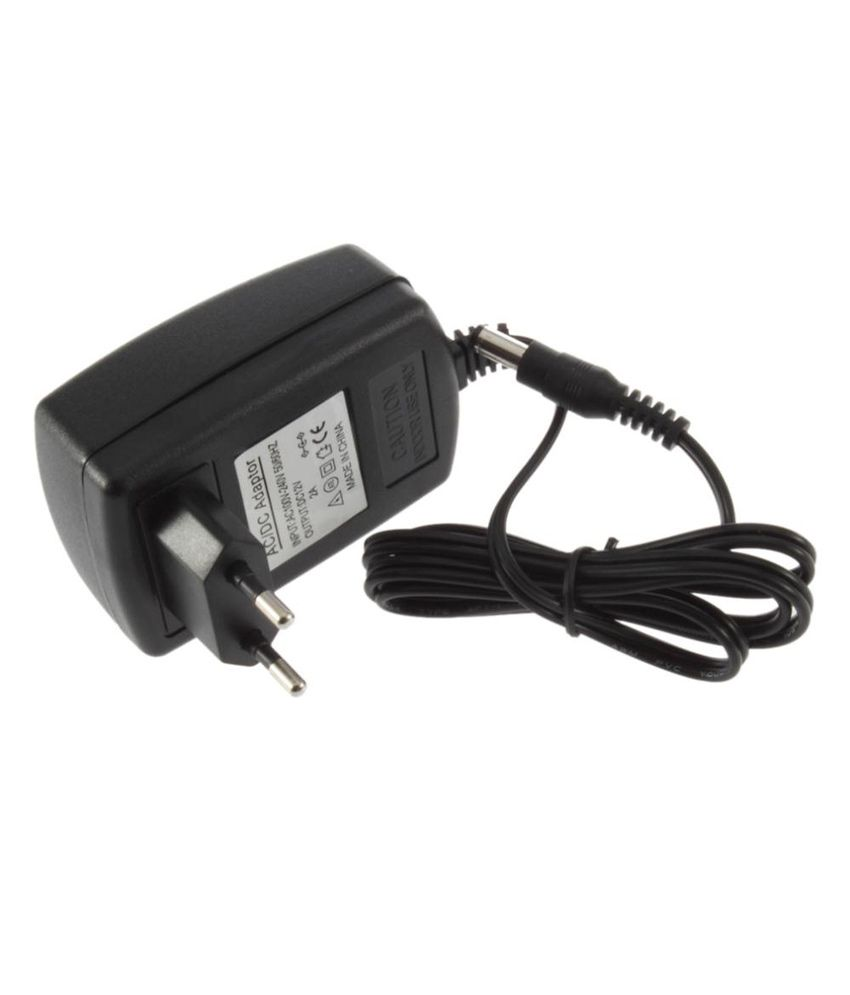 AC/DC Adaptor
INPUT:AC100V-240V 50/60HZ
OUTPUT:DC12V
2A
CE
MADE IN CHINA
CAUTION
INDOOR USE ONLY